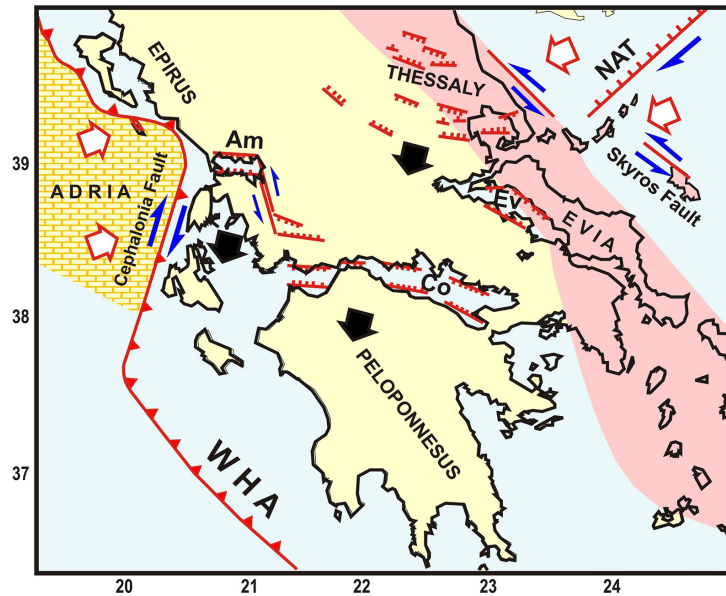 EPIRUS
THESSALY
NAT
39
Am
Skyros Fault
ADRIA
Cephalonia Fault
Ev
EVIA
Co
38
PELOPONNESUS
WHA
37
20
21
22
23
24